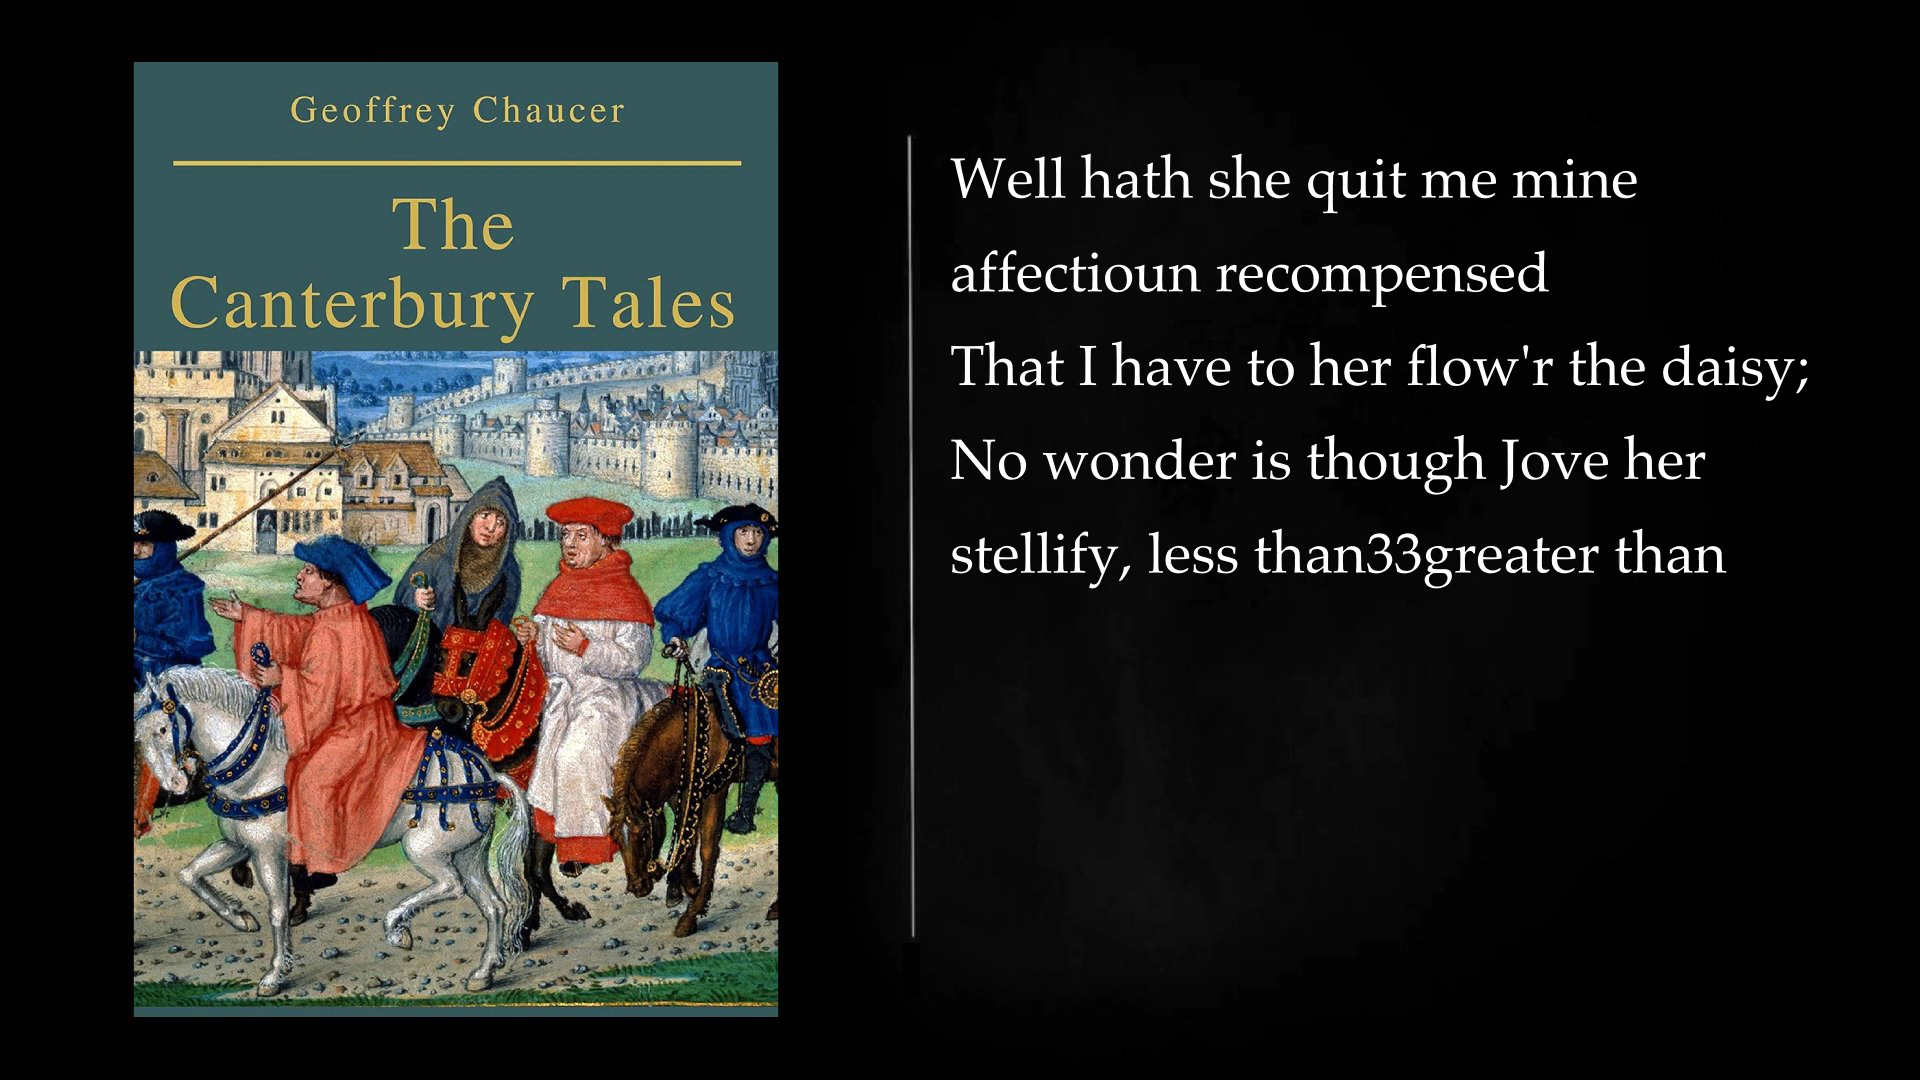 Geoffrey Chaucer
The
Canterbury Tales
Well hath she quit me mine
affectioun recompensed
That I have to her flow'r the daisy;
No wonder is though Jove her
stellify, less than33greater than